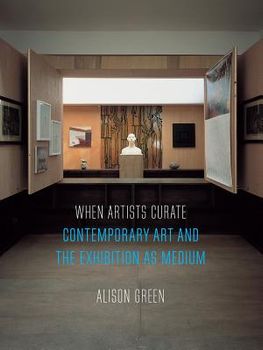 WHEN ARTISTS CURATE
CONTEMPORARY ART AND
THE EXHIBITION AS MEDIUM
ALISON GREEN